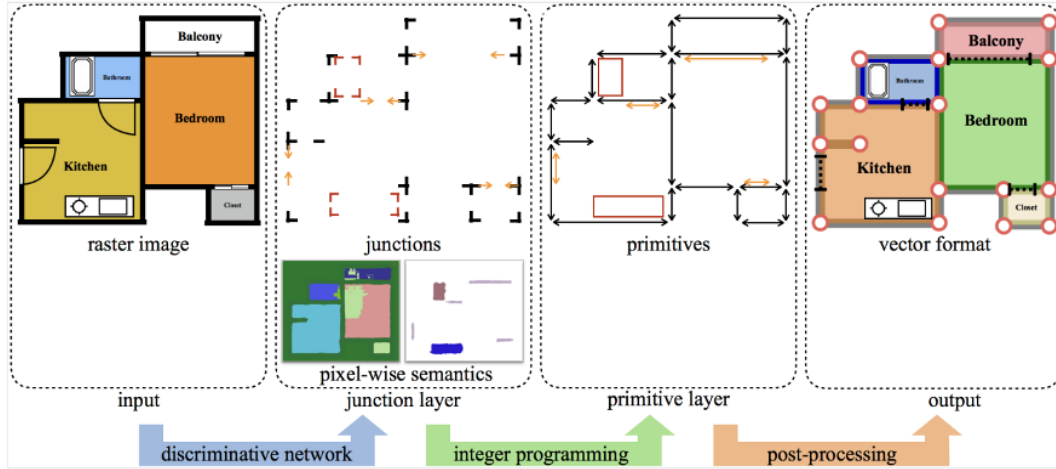 Balcony
Bathroom
Bedroom
Kitchen
Closet
raster image
junctions
primitives
Balcony
Bathroom
Bedroom
Kitchen
Closet
vector format
pixel-wise semantics
input
junction layer
primitive layer
output
discriminative network
integer programming
post-processing